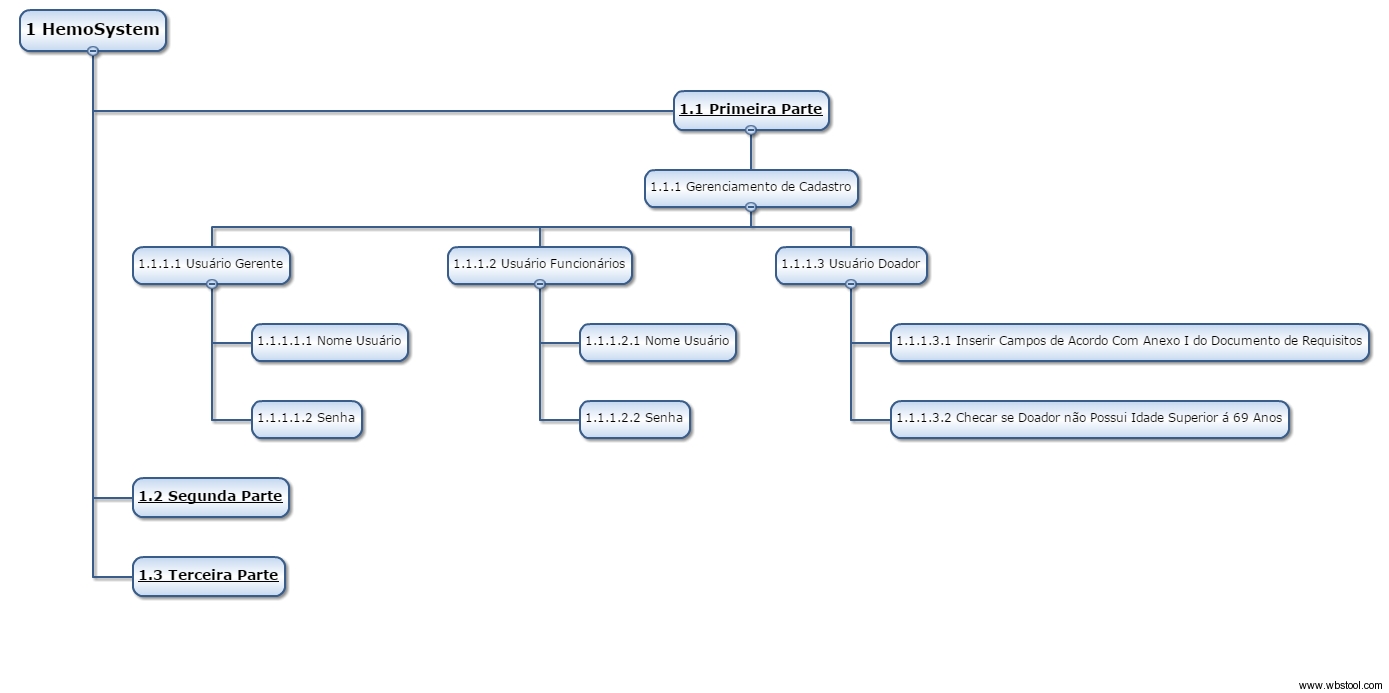 1 HemoSystem
1.1 Primeira Parte
1.1.1 Gerenciamento de Cadastro
1.1.1.1 Usuário Gerente
1.1.1.2 Usuário Funcionários
1.1.1.3 Usuário Doador
1.1.1.1.1 Nome Usuário
1.1.1.2.1 Nome Usuário
1.1.1.3.1 Inserir Campos de Acordo Com Anexo I do Documento de Requisitos
1.1.1.1.2 Senha
1.1.1.2.2 Senha
1.1.1.3.2 Checar se Doador não Possui Idade Superior á 69 Anos
1.2 Segunda Parte
1.3 Terceira Parte
www.wbstool.com